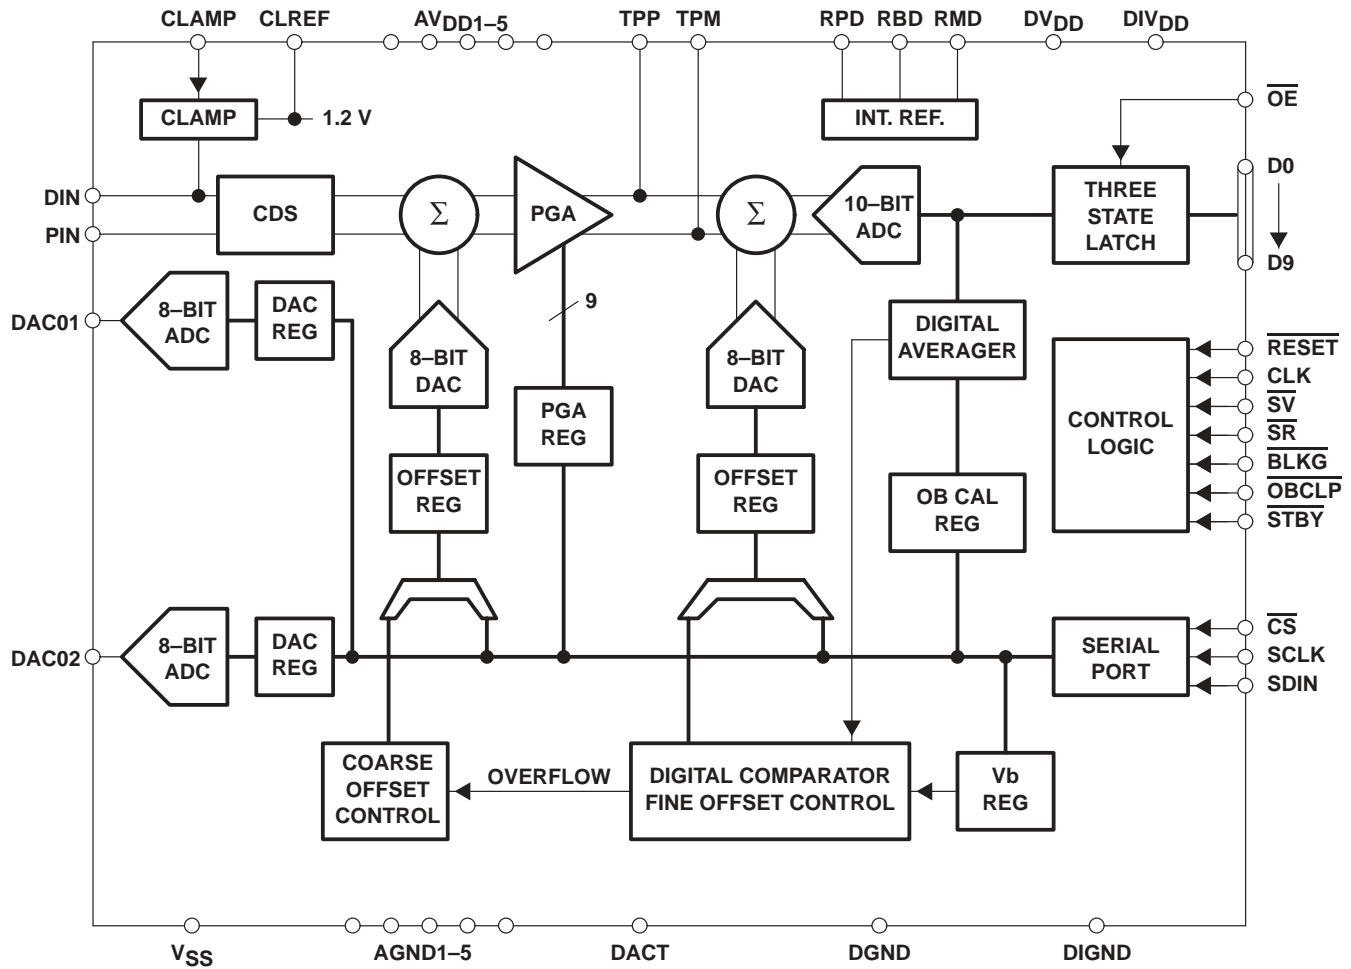 CLAMP CLREF AVDD1–5 TPP TPM RPD RBD RMD DVDD DIVDD
OE
CLAMP
1.2 V
INT. REF.
DIN
PIN
CDS
Σ
PGA
Σ
10–BIT
ADC
THREE
STATE
LATCH
D0
D9
DAC01
8–BIT
ADC
DAC
REG
8–BIT
DAC
9
PGA
REG
8–BIT
DAC
DIGITAL
AVERAGER
CONTROL
LOGIC
RESET
CLK
SV
SR
BLKG
OBCLP
STBY
OFFSET
REG
OFFSET
REG
OB CAL
REG
DAC02
8–BIT
ADC
DAC
REG
SERIAL
PORT
CS
SCLK
SDIN
COARSE
OFFSET
CONTROL
OVERFLOW
DIGITAL COMPARATOR
FINE OFFSET CONTROL
Vb
REG
VSS AGND1–5 DACT DGND DIGND